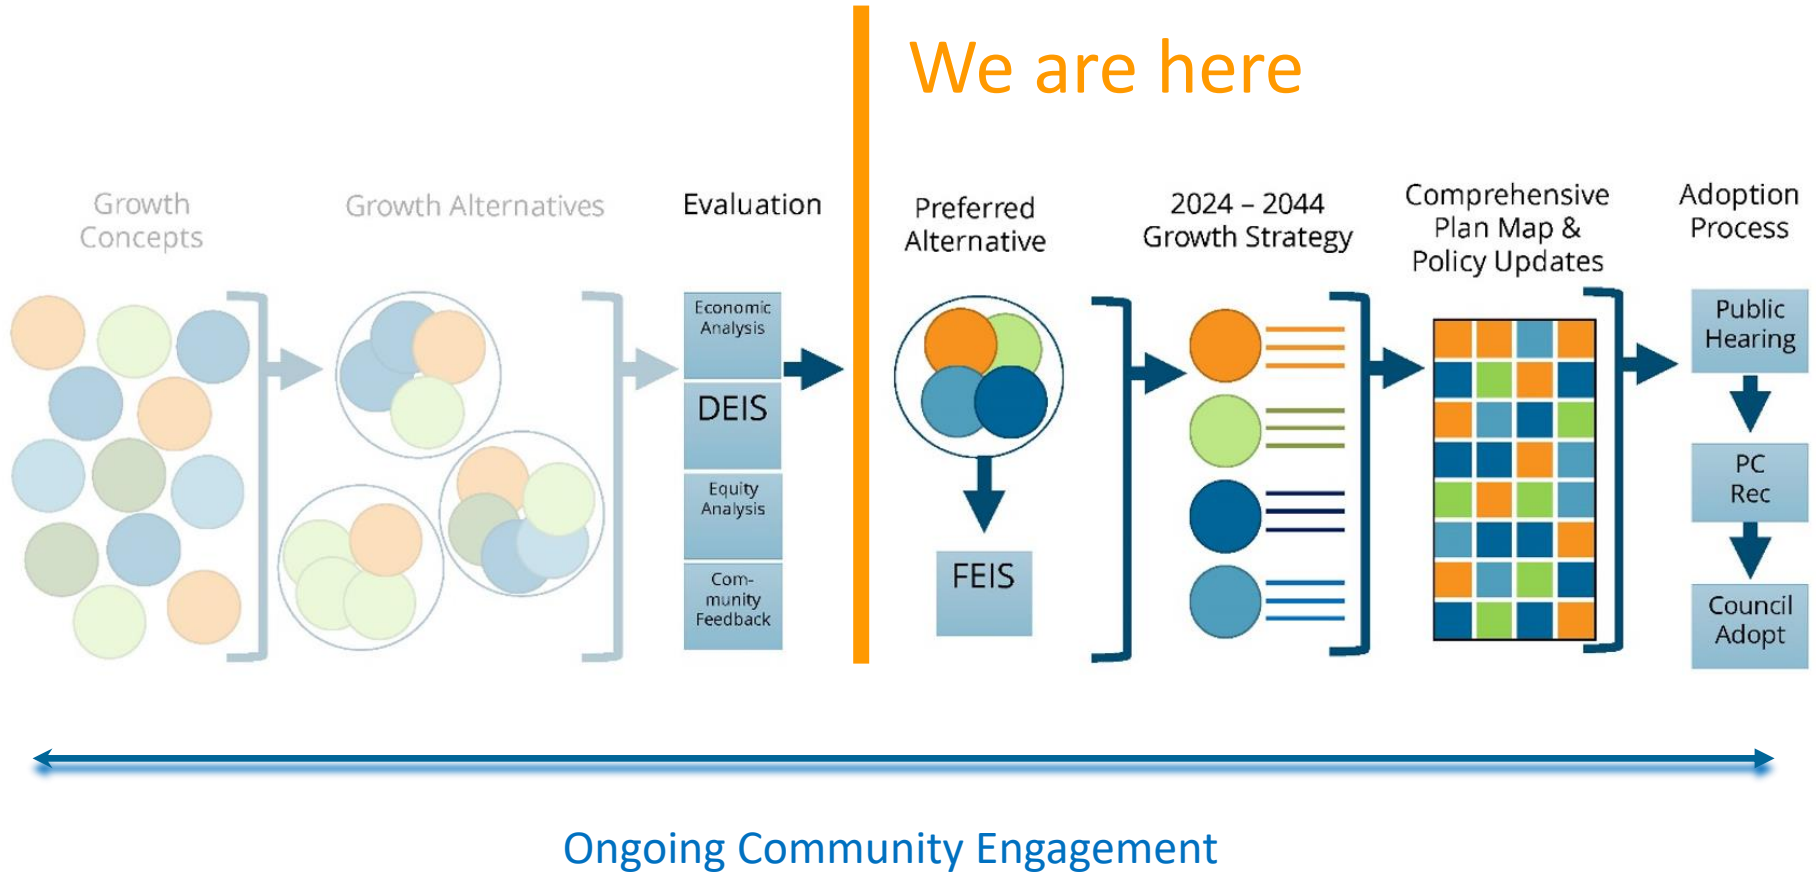 We are here
Growth
Concepts
Growth Alternatives
Evaluation
Economic
Analysis
DEIS
Equity
Analysis
Com-
munity
Feedback
Preferred
Alternative
FEIS
2024 – 2044
Growth Strategy
Comprehensive
Plan Map &
Policy Updates
Adoption
Process
Public
Hearing
PC
Rec
Council
Adopt
Ongoing Community Engagement